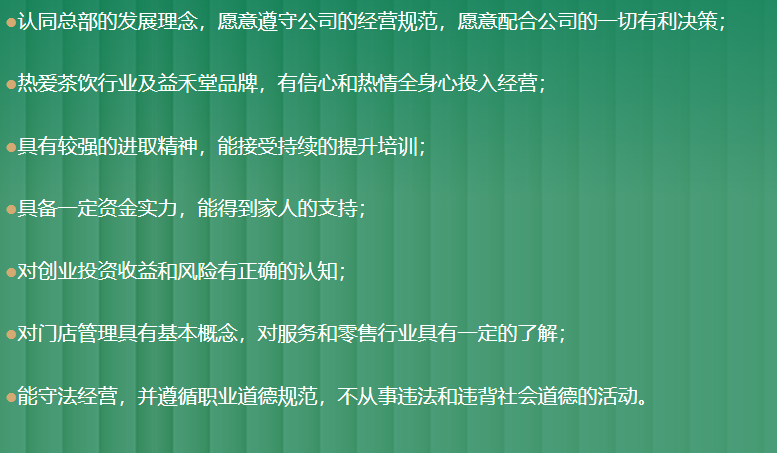 ●认同总部的发展理念，愿意遵守公司的经营规范，愿意配合公司的一切有利决策；
●热爱茶饮行业及益禾堂品牌，有信心和热情全身心投入经营；
●具有较强的进取精神，能接受持续的提升培训；
●具备一定资金实力，能得到家人的支持；
●对创业投资收益和风险有正确的认知；
●对门店管理具有基本概念，对服务和零售行业具有一定的了解；
●能守法经营，并遵循职业道德规范，不从事违法和违背社会道德的活动。